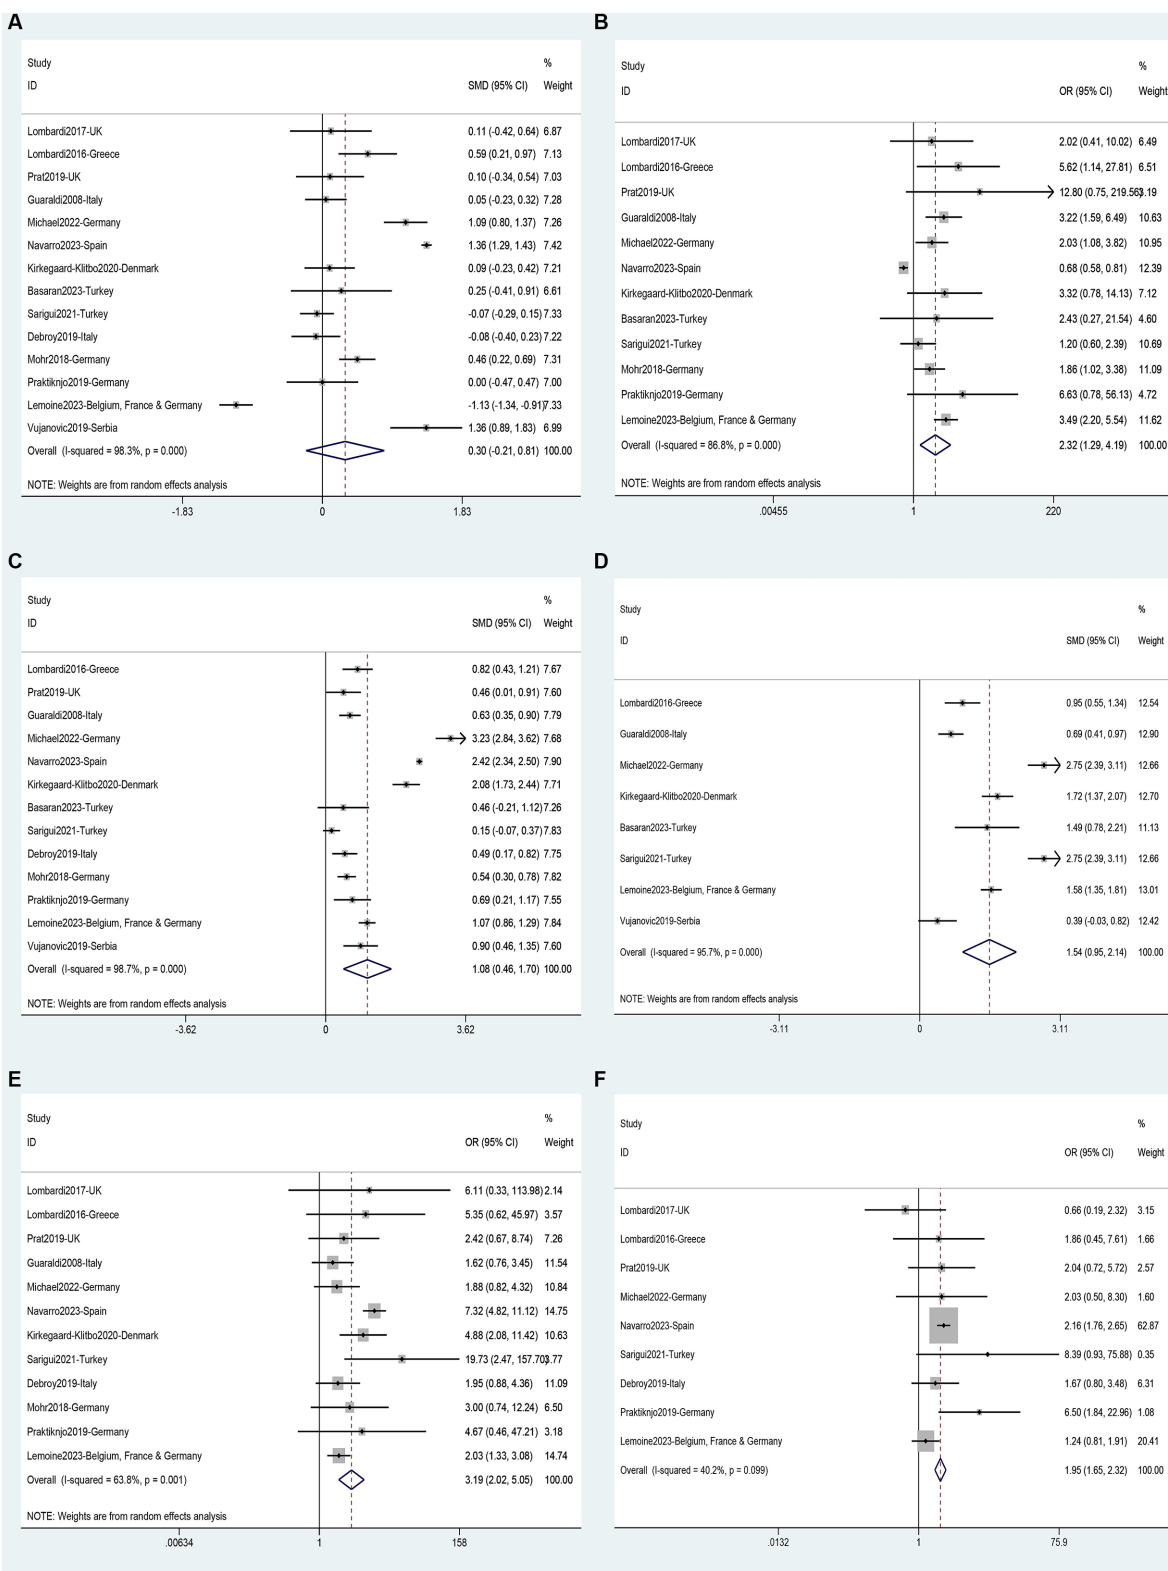 A
Study %
ID SMD (95% CI) Weight
Lombardi2017-UK 0.11 (-0.42, 0.64) 6.87
Lombardi2016-Greece 0.59 (0.21, 0.97) 7.13
Prat2019-UK 0.10 (-0.34, 0.54) 7.03
Guaraldi2008-Italy 0.05 (-0.23, 0.32) 7.28
Michael2022-Germany 1.09 (0.80, 1.37) 7.26
Navarro2023-Spain 1.36 (1.29, 1.43) 7.42
Kirkegaard-Klitbo2020-Denmark 0.09 (-0.23, 0.42) 7.21
Basaran2023-Turkey 0.25 (-0.41, 0.91) 6.61
Sarigui2021-Turkey -0.07 (-0.29, 0.15) 7.33
Debroy2019-Italy -0.08 (-0.40, 0.23) 7.22
Mohr2018-Germany 0.46 (0.22, 0.69) 7.31
Praktiknjo2019-Germany 0.00 (-0.47, 0.47) 7.00
Lemoine2023-Belgium, France & Germany -1.13 (-1.34, -0.91) 7.33
Vujanovic2019-Serbia 1.36 (0.89, 1.83) 6.99
Overall (I-squared = 98.3%, p = 0.000) 0.30 (-0.21, 0.81) 100.00
NOTE: Weights are from random effects analysis
-1.83 0 1.83
B
Study %
ID OR (95% CI) Weight
Lombardi2017-UK 2.02 (0.41, 10.02) 6.49
Lombardi2016-Greece 5.62 (1.14, 27.81) 6.51
Prat2019-UK 12.80 (0.75, 219.56) 3.19
Guaraldi2008-Italy 3.22 (1.59, 6.49) 10.63
Michael2022-Germany 2.03 (1.08, 3.82) 10.95
Navarro2023-Spain 0.68 (0.58, 0.81) 12.39
Kirkegaard-Klitbo2020-Denmark 3.32 (0.78, 14.13) 7.12
Basaran2023-Turkey 2.43 (0.27, 21.54) 4.60
Sarigui2021-Turkey 1.20 (0.60, 2.39) 10.69
Mohr2018-Germany 1.86 (1.02, 3.38) 11.09
Praktiknjo2019-Germany 6.63 (0.78, 56.13) 4.72
Lemoine2023-Belgium, France & Germany 3.49 (2.20, 5.54) 11.62
Overall (I-squared = 86.8%, p = 0.000) 2.32 (1.29, 4.19) 100.00
NOTE: Weights are from random effects analysis
.00455 1 220
C
Study %
ID SMD (95% CI) Weight
Lombardi2016-Greece 0.82 (0.43, 1.21) 7.67
Prat2019-UK 0.46 (0.01, 0.91) 7.60
Guaraldi2008-Italy 0.63 (0.35, 0.90) 7.79
Michael2022-Germany 3.23 (2.84, 3.62) 7.68
Navarro2023-Spain 2.42 (2.34, 2.50) 7.90
Kirkegaard-Klitbo2020-Denmark 2.08 (1.73, 2.44) 7.71
Basaran2023-Turkey 0.46 (-0.21, 1.12) 7.26
Sarigui2021-Turkey 0.15 (-0.07, 0.37) 7.83
Debroy2019-Italy 0.49 (0.17, 0.82) 7.75
Mohr2018-Germany 0.54 (0.30, 0.78) 7.82
Praktiknjo2019-Germany 0.69 (0.21, 1.17) 7.55
Lemoine2023-Belgium, France & Germany 1.07 (0.86, 1.29) 7.84
Vujanovic2019-Serbia 0.90 (0.46, 1.35) 7.60
Overall (I-squared = 98.7%, p = 0.000) 1.08 (0.46, 1.70) 100.00
NOTE: Weights are from random effects analysis
-3.62 0 3.62
D
Study %
ID SMD (95% CI) Weight
Lombardi2016-Greece 0.95 (0.55, 1.34) 12.54
Guaraldi2008-Italy 0.69 (0.41, 0.97) 12.90
Michael2022-Germany 2.75 (2.39, 3.11) 12.66
Kirkegaard-Klitbo2020-Denmark 1.72 (1.37, 2.07) 12.70
Basaran2023-Turkey 1.49 (0.78, 2.21) 11.13
Sarigui2021-Turkey 2.75 (2.39, 3.11) 12.66
Lemoine2023-Belgium, France & Germany 1.58 (1.35, 1.81) 13.01
Vujanovic2019-Serbia 0.39 (-0.03, 0.82) 12.42
Overall (I-squared = 95.7%, p = 0.000) 1.54 (0.95, 2.14) 100.00
NOTE: Weights are from random effects analysis
-3.11 0 3.11
E
Study %
ID OR (95% CI) Weight
Lombardi2017-UK 6.11 (0.33, 113.98) 2.14
Lombardi2016-Greece 5.35 (0.62, 45.97) 3.57
Prat2019-UK 2.42 (0.67, 8.74) 7.26
Guaraldi2008-Italy 1.62 (0.76, 3.45) 11.54
Michael2022-Germany 1.88 (0.82, 4.32) 10.84
Navarro2023-Spain 7.32 (4.82, 11.12) 14.75
Kirkegaard-Klitbo2020-Denmark 4.88 (2.08, 11.42) 10.63
Sarigui2021-Turkey 19.73 (2.47, 157.70) 3.77
Debroy2019-Italy 1.95 (0.88, 4.36) 11.09
Mohr2018-Germany 3.00 (0.74, 12.24) 6.50
Praktiknjo2019-Germany 4.67 (0.46, 47.21) 3.18
Lemoine2023-Belgium, France & Germany 2.03 (1.33, 3.08) 14.74
Overall (I-squared = 63.8%, p = 0.001) 3.19 (2.02, 5.05) 100.00
NOTE: Weights are from random effects analysis
.00634 1 158
F
Study %
ID OR (95% CI) Weight
Lombardi2017-UK 0.66 (0.19, 2.32) 3.15
Lombardi2016-Greece 1.86 (0.45, 7.61) 1.66
Prat2019-UK 2.04 (0.72, 5.72) 2.57
Michael2022-Germany 2.03 (0.50, 8.30) 1.60
Navarro2023-Spain 2.16 (1.76, 2.65) 62.87
Sarigui2021-Turkey 8.39 (0.93, 75.88) 0.35
Debroy2019-Italy 1.67 (0.80, 3.48) 6.31
Praktiknjo2019-Germany 6.50 (1.84, 22.96) 1.08
Lemoine2023-Belgium, France & Germany 1.24 (0.81, 1.91) 20.41
Overall (I-squared = 40.2%, p = 0.099) 1.95 (1.65, 2.32) 100.00
.0132 1 75.9